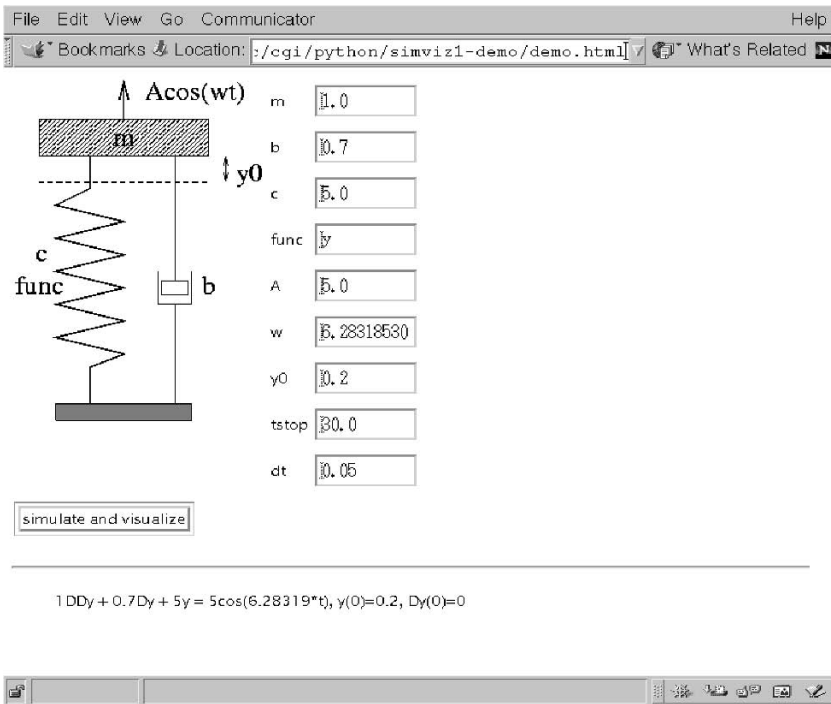 File Edit View Go Communicator Help
Bookmarks Location: :/cgi/python/simviz1-demo/demo.html What's Related N
Acos(wt)
m
y0
c
func
b
m 1.0
b 0.7
c 5.0
func y
A 5.0
w 6.28318530
y0 0.2
tstop 30.0
dt 0.05
simulate and visualize
1DDy + 0.7Dy + 5y = 5cos(6.28319*t), y(0)=0.2, Dy(0)=0